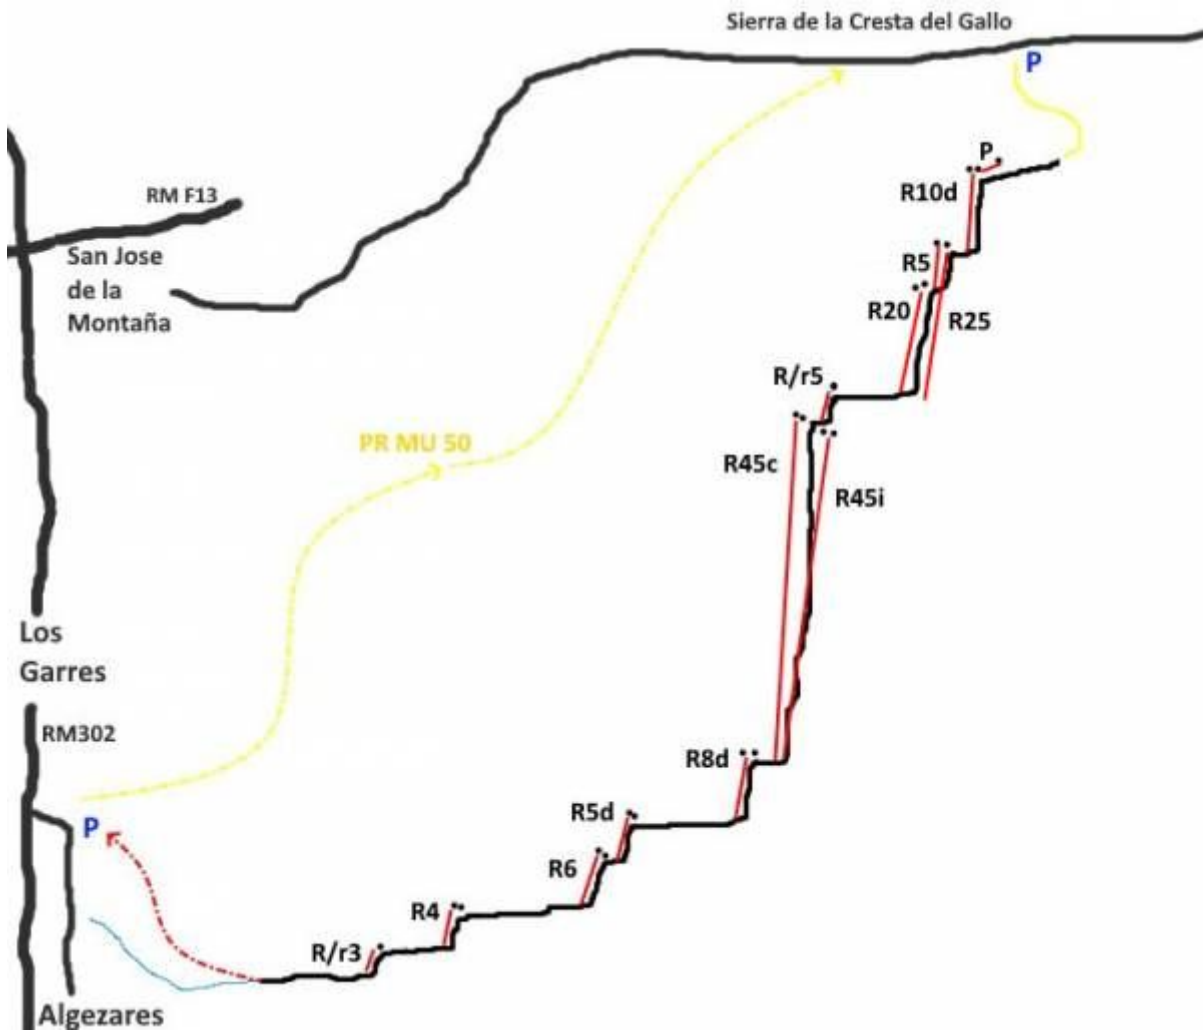 Sierra de la Cresta del Gallo
P
P
RM F13
R10d
San Jose
de la
Montaña
R5
R20
R25
R/r5
PR MU 50
R45c
R45i
Los
Garres
RM302
R8d
R5d
P
R6
R4
R/r3
Algezares